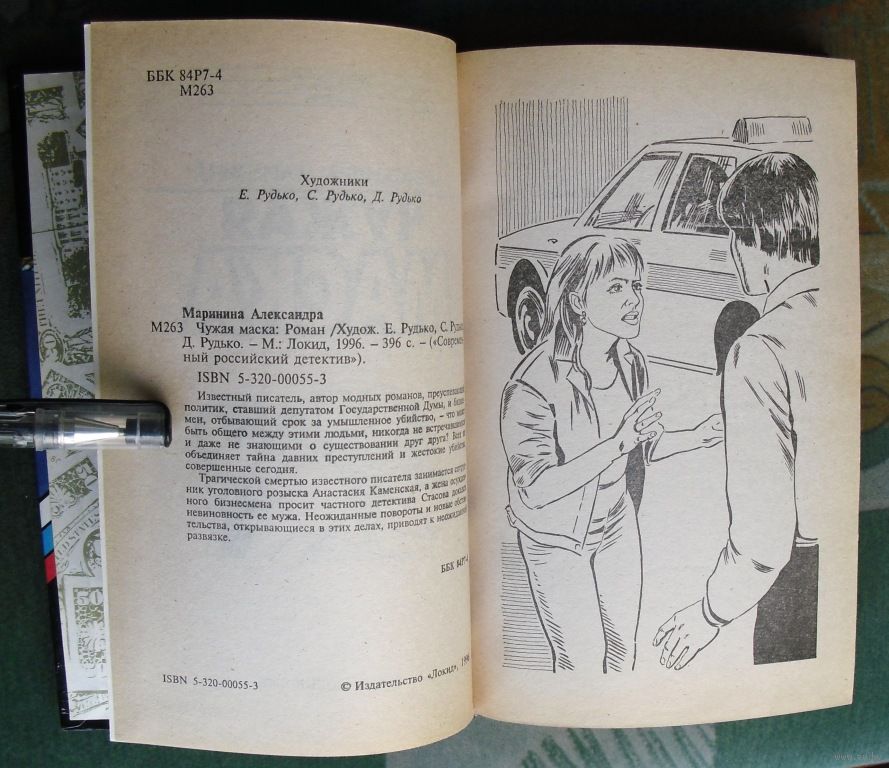 ББК 84Р7-4
М263
Художники
Е. Рудько, С. Рудько, Д. Рудько
Маринина Александра
М263 Чужая маска: Роман /Худож. Е. Рудько, С. Рудько,
Д. Рудько. – М.: Локид, 1996. – 396 с. – («Современ-
ный российский детектив»).
ISBN 5-320-00055-3
Известный писатель, автор модных романов, преуспевающий
политик, ставший депутатом Государственной Думы, и бизнес-
мен, отбывающий срок за умышленное убийство, – что может
быть общего между этими людьми, никогда не встречавшимися
и даже не знающими о существовании друг друга? Всех их
объединяет тайна давних преступлений и жестокие убийства,
совершенные сегодня.
Трагической смертью известного писателя занимается сотруд-
ник уголовного розыска Анастасия Каменская, а жена осужден-
ного бизнесмена просит частного детектива Стасова доказать
невиновность ее мужа. Неожиданные повороты и новые обстоя-
тельства, открывающиеся в этих делах, приводят к неожиданной
развязке.
ББК 84Р7-4
ISBN 5-320-00055-3
© Издательство «Локид», 1996